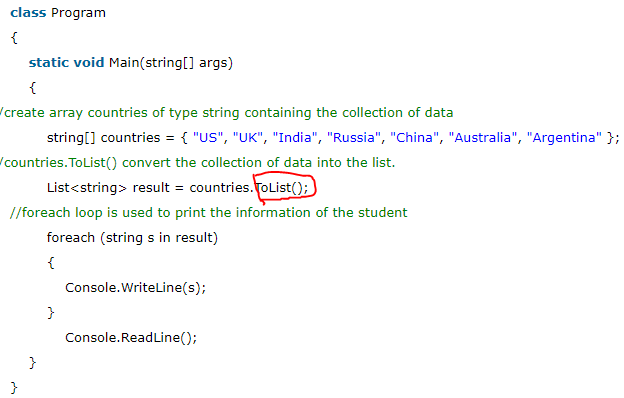 class Program
{
static void Main(string[] args)
{
/create array countries of type string containing the collection of data
string[] countries = { "US", "UK", "India", "Russia", "China", "Australia", "Argentina" };
/countries.ToList() convert the collection of data into the list.
List<string> result = countries.ToList();
//foreach loop is used to print the information of the student
foreach (string s in result)
{
Console.WriteLine(s);
}
Console.ReadLine();
}
}